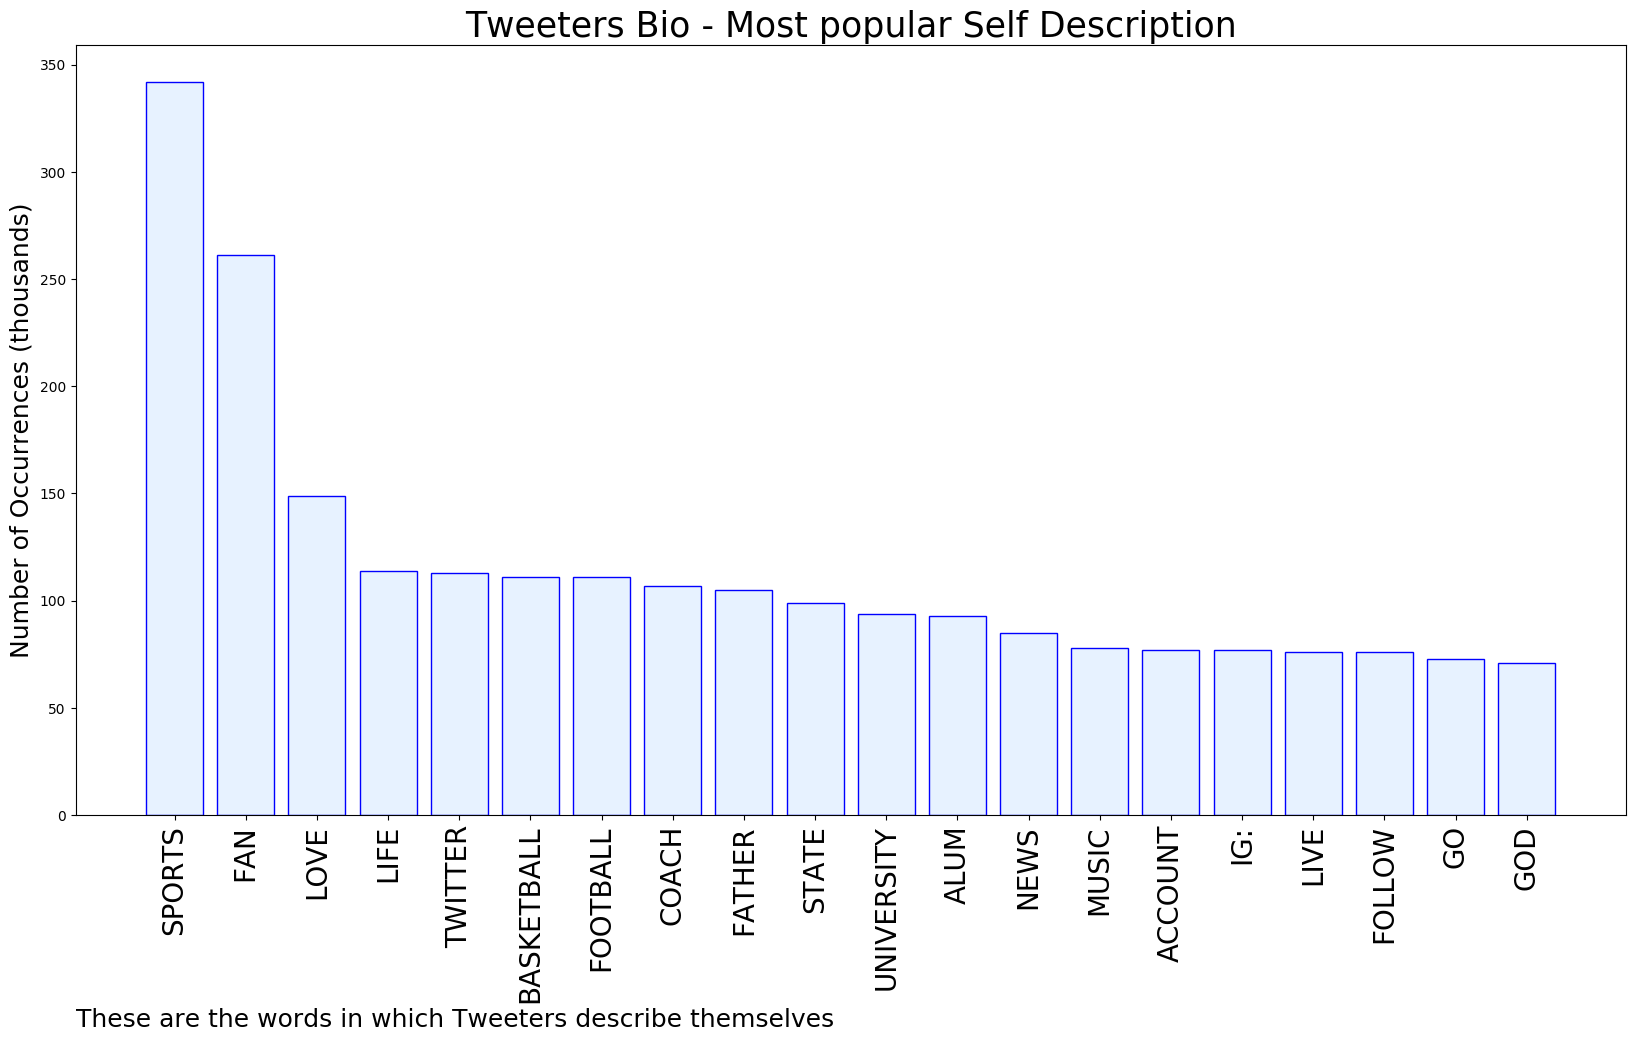 Tweeters Bio - Most popular Self Description
Number of Occurrences (thousands)
350
300
250
200
150
100
50
0
SPORTS
FAN
LOVE
LIFE
TWITTER
BASKETBALL
FOOTBALL
COACH
FATHER
STATE
UNIVERSITY
ALUM
NEWS
MUSIC
ACCOUNT
IG:
LIVE
FOLLOW
GO
GOD
These are the words in which Tweeters describe themselves